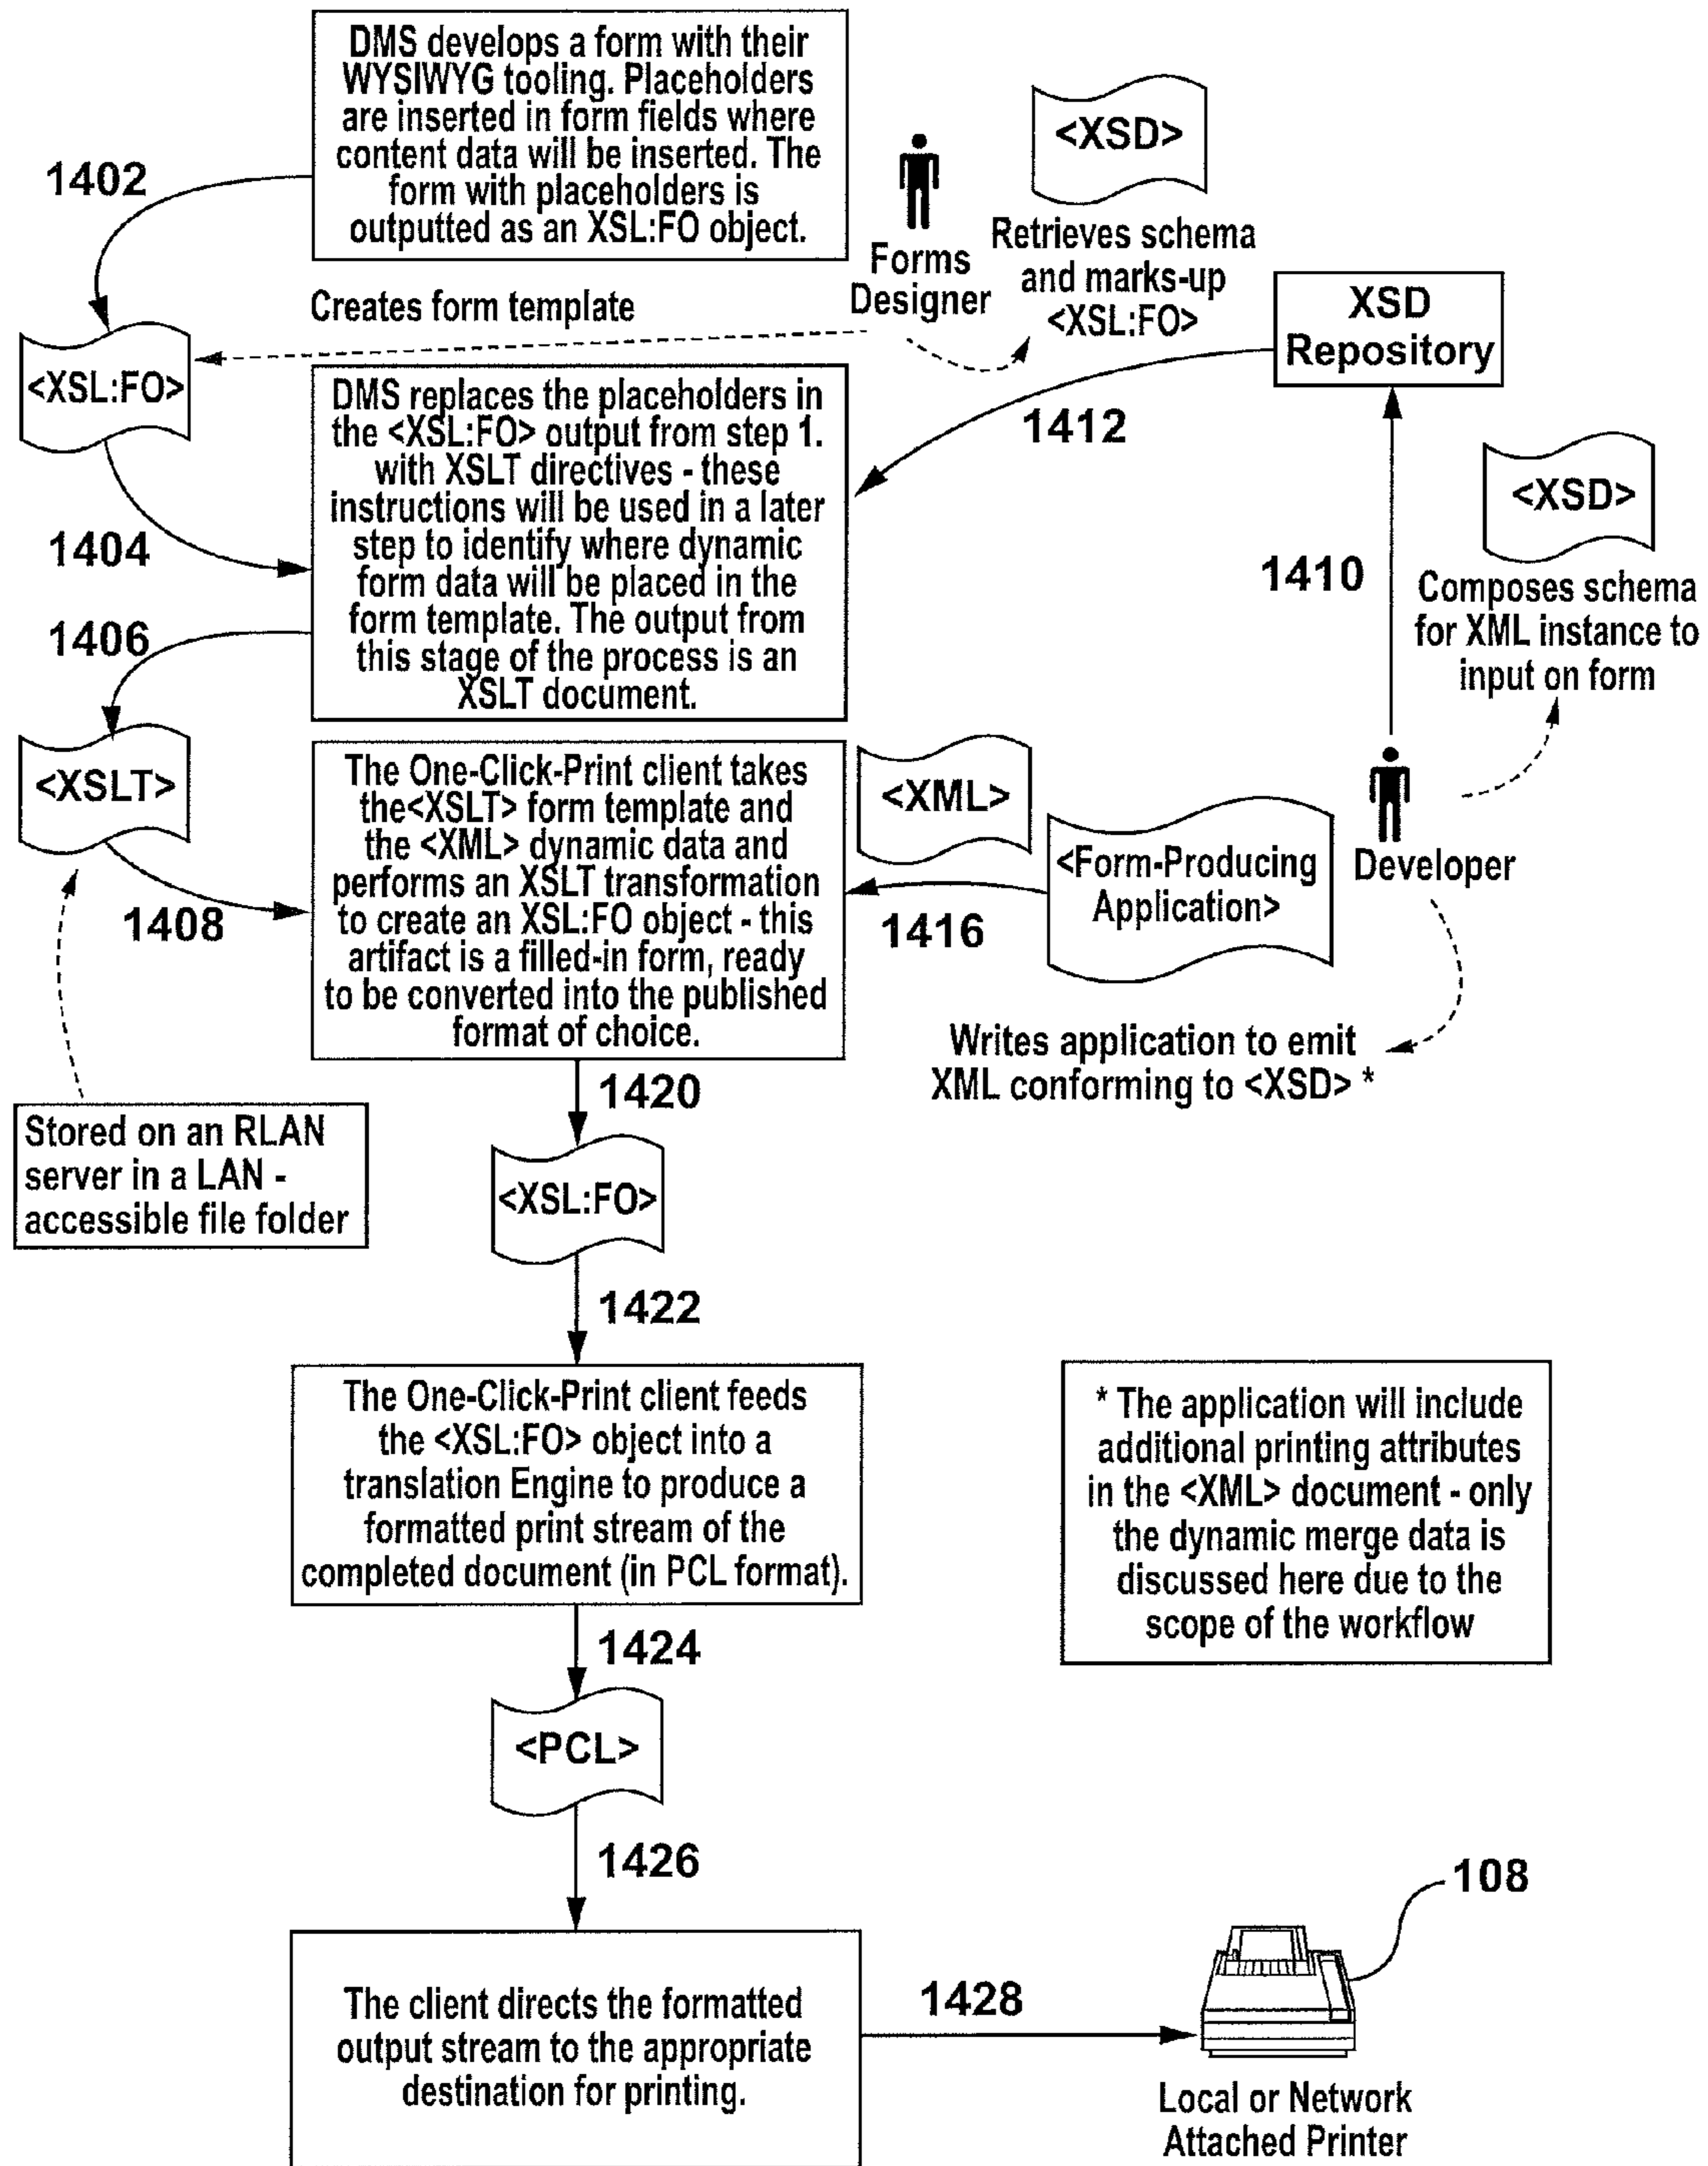 DMS develops a form with their
WYSIWYG tooling. Placeholders
are inserted in form fields where
content data will be inserted. The
form with placeholders is
outputted as an XSL:FO object.
1402
<XSD>
Forms
Designer
Retrieves schema
and marks-up
<XSL:FO>
Creates form template
XSD
Repository
<XSL:FO>
DMS replaces the placeholders in
the <XSL:FO> output from step 1.
with XSLT directives - these
instructions will be used in a later
step to identify where dynamic
form data will be placed in the
form template. The output from
this stage of the process is an
XSLT document.
1412
1404
1406
1410
<XSD>
Composes schema
for XML instance to
input on form
<XSLT>
1408
The One-Click-Print client takes
the<XSLT> form template and
the <XML> dynamic data and
performs an XSLT transformation
to create an XSL:FO object - this
artifact is a filled-in form, ready
to be converted into the published
format of choice.
<XML>
1416
<Form-Producing
Application>
Developer
Writes application to emit
XML conforming to <XSD> *
Stored on an RLAN
server in a LAN -
accessible file folder
1420
<XSL:FO>
1422
The One-Click-Print client feeds
the <XSL:FO> object into a
translation Engine to produce a
formatted print stream of the
completed document (in PCL format).
* The application will include
additional printing attributes
in the <XML> document - only
the dynamic merge data is
discussed here due to the
scope of the workflow
1424
<PCL>
1426
The client directs the formatted
output stream to the appropriate
destination for printing.
1428
108
Local or Network
Attached Printer